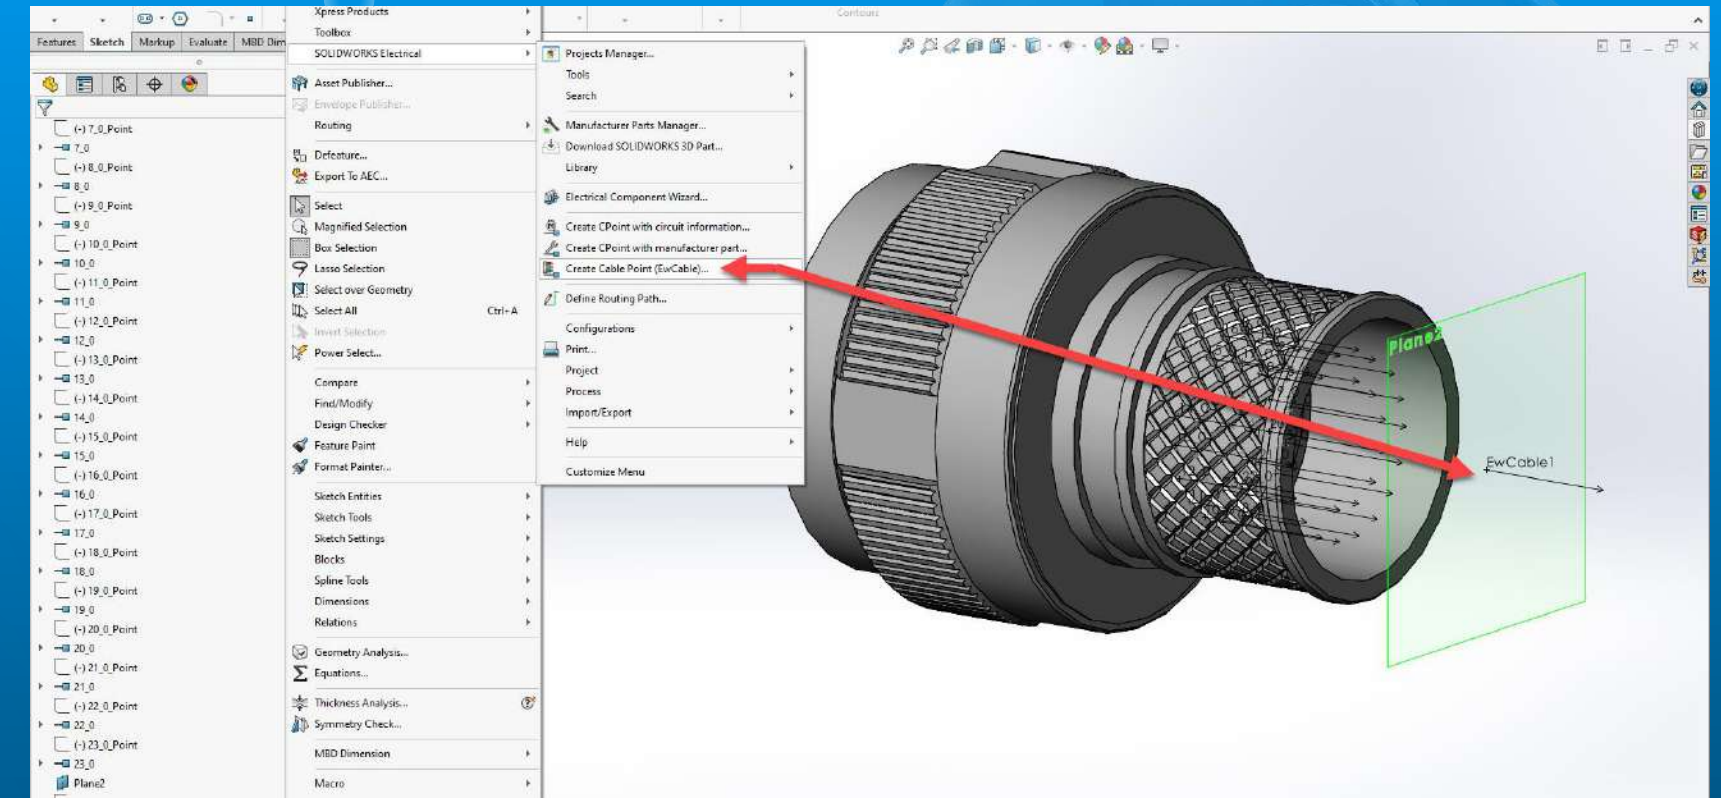 Contours
Features Sketch Markup Evaluate MBD Dim
(-) 7_0_Point
7_0
(-) 8_0_Point
8_0
(-) 9_0_Point
9_0
(-) 10_0_Point
10_0
(-) 11_0_Point
11_0
(-) 12_0_Point
12_0
(-) 13_0_Point
13_0
(-) 14_0_Point
14_0
(-) 15_0_Point
15_0
(-) 16_0_Point
16_0
(-) 17_0_Point
17_0
(-) 18_0_Point
18_0
(-) 19_0_Point
19_0
(-) 20_0_Point
20_0
(-) 21_0_Point
21_0
(-) 22_0_Point
22_0
(-) 23_0_Point
23_0
Plane2
Xpress Products
Toolbox
SOLIDWORKS Electrical
Asset Publisher...
Envelope Publisher...
Routing
Defeature...
Export To AEC...
Select
Magnified Selection
Box Selection
Lasso Selection
Select over Geometry
Select All Ctrl+A
Invert Selection
Power Select...
Compare
Find/Modify
Design Checker
Feature Paint
Format Painter...
Sketch Entities
Sketch Tools
Sketch Settings
Blocks
Spline Tools
Dimensions
Relations
Geometry Analysis...
Equations...
Thickness Analysis...
Symmetry Check...
MBD Dimension
Macro
Projects Manager...
Tools
Search
Manufacturer Parts Manager...
Download SOLIDWORKS 3D Part...
Library
Electrical Component Wizard...
Create CPoint with circuit information...
Create CPoint with manufacturer part...
Create Cable Point (EwCable)...
Define Routing Path...
Configurations
Print...
Project
Process
Import/Export
Help
Customize Menu
Plane2
EwCable1